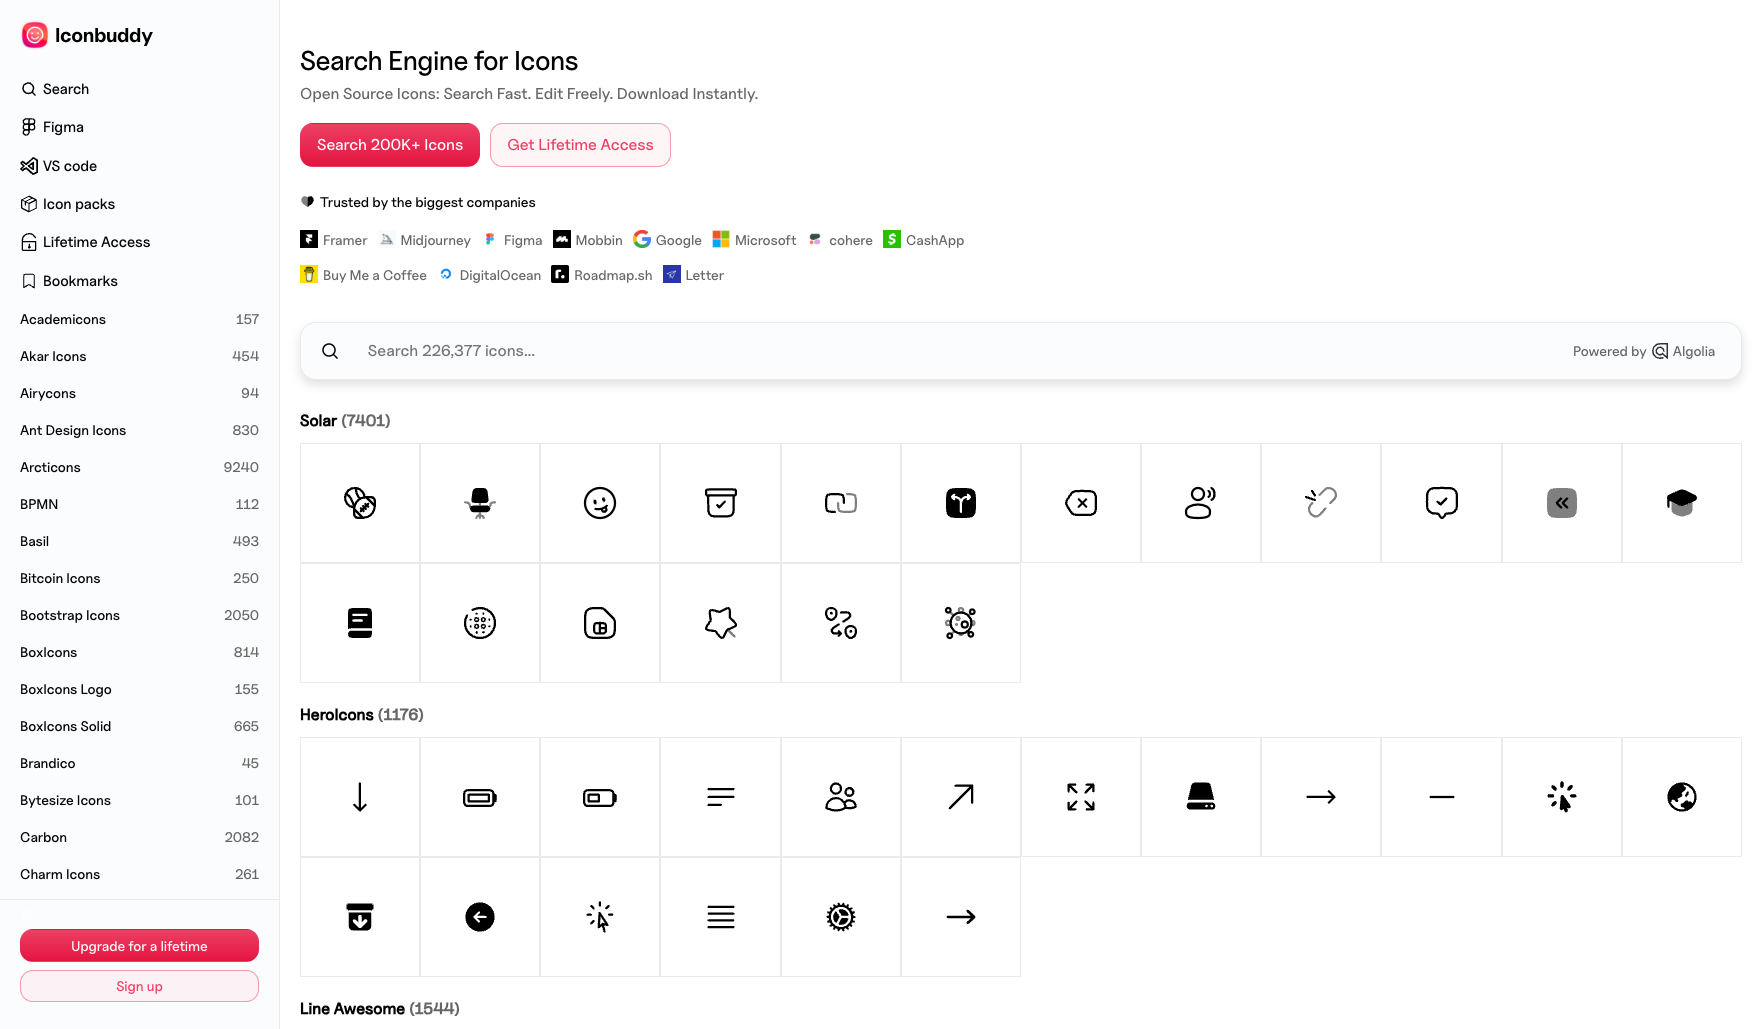 Iconbuddy
Search
Figma
VS code
Icon packs
Lifetime Access
Bookmarks
Academicons 157
Akar Icons 454
Airycons 94
Ant Design Icons 830
Arcticons 9240
BPMN 112
Basil 493
Bitcoin Icons 250
Bootstrap Icons 2050
BoxIcons 814
BoxIcons Logo 155
BoxIcons Solid 665
Brandico 45
Bytesize Icons 101
Carbon 2082
Charm Icons 261
Upgrade for a lifetime
Sign up
Search Engine for Icons
Open Source Icons: Search Fast. Edit Freely. Download Instantly.
Search 200K+ Icons
Get Lifetime Access
Trusted by the biggest companies
Framer Midjourney Figma Mobbin Google Microsoft cohere CashApp
Buy Me a Coffee DigitalOcean Roadmap.sh Letter
Search 226,377 icons... Powered by Algolia
Solar (7401)
HeroIcons (1176)
Line Awesome (1544)